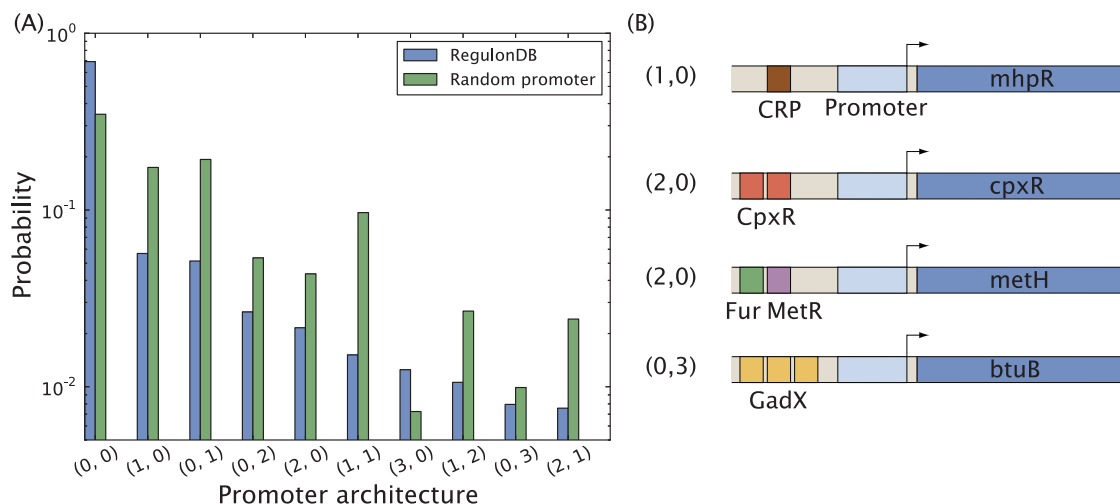 (A)
10^0
10^-1
10^-2
Probability
RegulonDB
Random promoter
(0, 0)
(1, 0)
(0, 1)
(0, 2)
(2, 0)
(1, 1)
(3, 0)
(1, 2)
(0, 3)
(2, 1)
Promoter architecture
(B)
(1,0)
mhpR
CRP Promoter
(2,0)
cpxR
CpxR
(2,0)
metH
Fur MetR
(0,3)
btuB
GadX